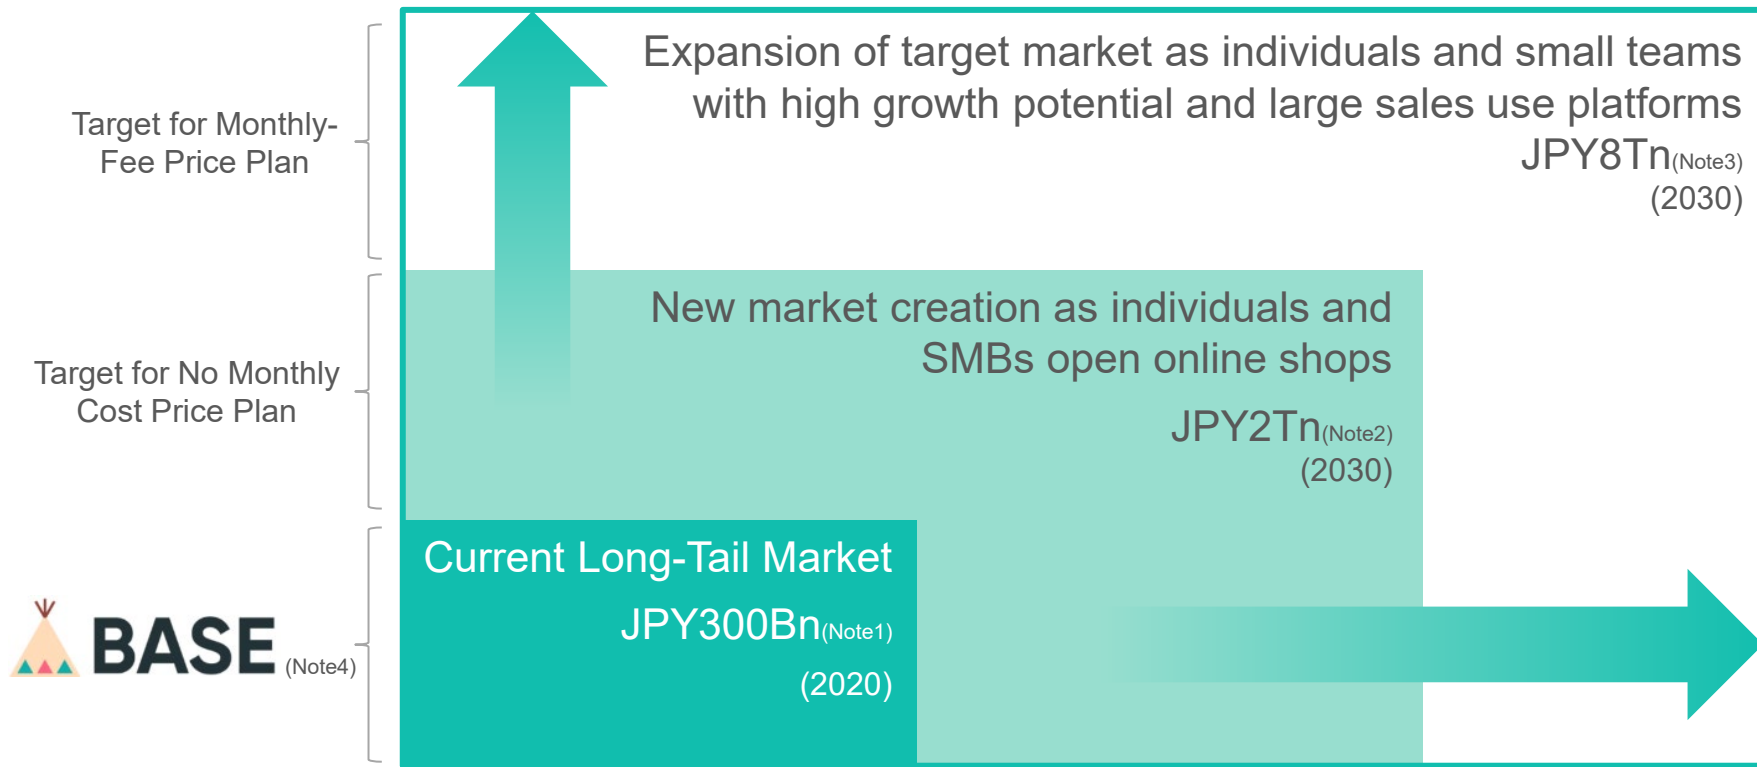 Expansion of target market as individuals and small teams
with high growth potential and large sales use platforms
JPY8Tn(Note3)
(2030)
Target for Monthly-
Fee Price Plan
New market creation as individuals and
SMBs open online shops
JPY2Tn(Note2)
(2030)
Target for No Monthly
Cost Price Plan
Current Long-Tail Market
JPY300Bn(Note1)
(2020)
BASE (Note4)